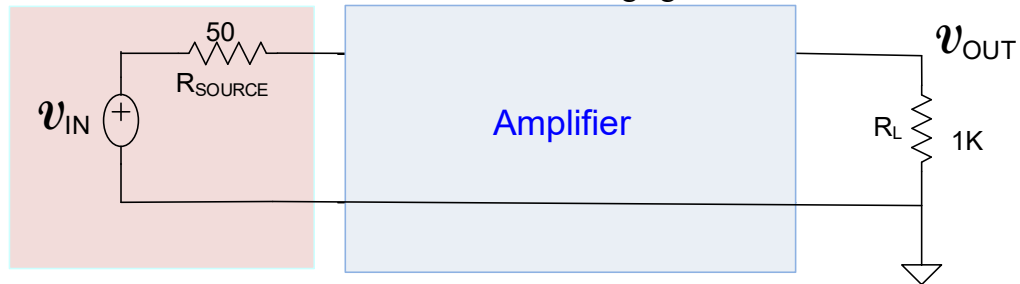 50
R_SOURCE
v_IN
+
Amplifier
v_OUT
R_L
1K